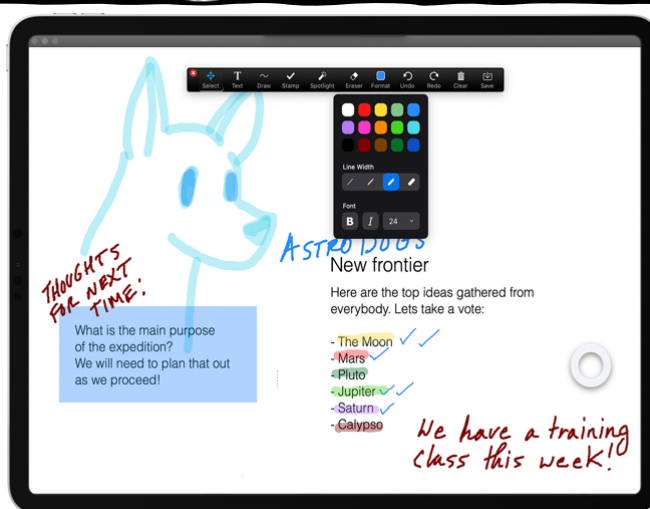 Select Text Draw Stamp Spotlight Eraser Format Undo Redo Clear Save
Line Width
Font
B I 24
ASTRO DOGS
THOUGHTS
FOR NEXT
TIME:
What is the main purpose
of the expedition?
We will need to plan that out
as we proceed!
New frontier
Here are the top ideas gathered from
everybody. Lets take a vote:
- The Moon
- Mars
- Pluto
- Jupiter
- Saturn
- Calypso
We have a training
class this week!